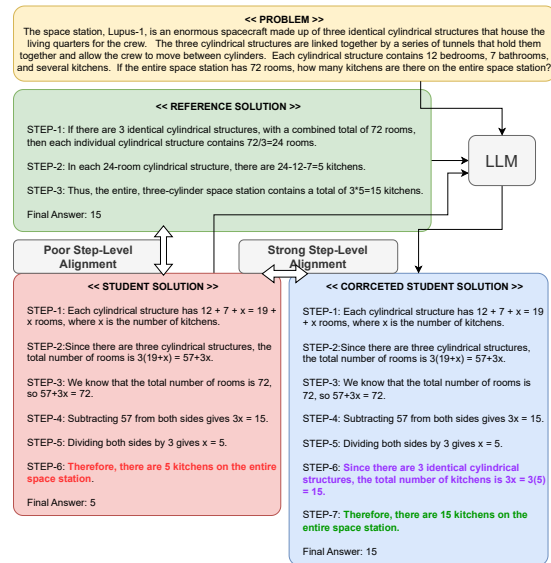 << PROBLEM >>
The space station, Lupus-1, is an enormous spacecraft made up of three identical cylindrical structures that house the
living quarters for the crew. The three cylindrical structures are linked together by a series of tunnels that hold them
together and allow the crew to move between cylinders. Each cylindrical structure contains 12 bedrooms, 7 bathrooms,
and several kitchens. If the entire space station has 72 rooms, how many kitchens are there on the entire space station?
<< REFERENCE SOLUTION >>
STEP-1: If there are 3 identical cylindrical structures, with a combined total of 72 rooms,
then each individual cylindrical structure contains 72/3=24 rooms.
STEP-2: In each 24-room cylindrical structure, there are 24-12-7=5 kitchens.
STEP-3: Thus, the entire, three-cylinder space station contains a total of 3*5=15 kitchens.
Final Answer: 15
LLM
Poor Step-Level
Alignment
Strong Step-Level
Alignment
<< STUDENT SOLUTION >>
STEP-1: Each cylindrical structure has 12 + 7 + x = 19 +
x rooms, where x is the number of kitchens.
STEP-2:Since there are three cylindrical structures, the
total number of rooms is 3(19+x) = 57+3x.
STEP-3: We know that the total number of rooms is 72,
so 57+3x = 72.
STEP-4: Subtracting 57 from both sides gives 3x = 15.
STEP-5: Dividing both sides by 3 gives x = 5.
STEP-6: Therefore, there are 5 kitchens on the entire
space station.
Final Answer: 5
<< CORRCETED STUDENT SOLUTION >>
STEP-1: Each cylindrical structure has 12 + 7 + x = 19
+ x rooms, where x is the number of kitchens.
STEP-2:Since there are three cylindrical structures,
the total number of rooms is 3(19+x) = 57+3x.
STEP-3: We know that the total number of rooms is
72, so 57+3x = 72.
STEP-4: Subtracting 57 from both sides gives 3x = 15.
STEP-5: Dividing both sides by 3 gives x = 5.
STEP-6: Since there are 3 identical cylindrical
structures, the total number of kitchens is 3x = 3(5)
= 15.
STEP-7: Therefore, there are 15 kitchens on the
entire space station.
Final Answer: 15